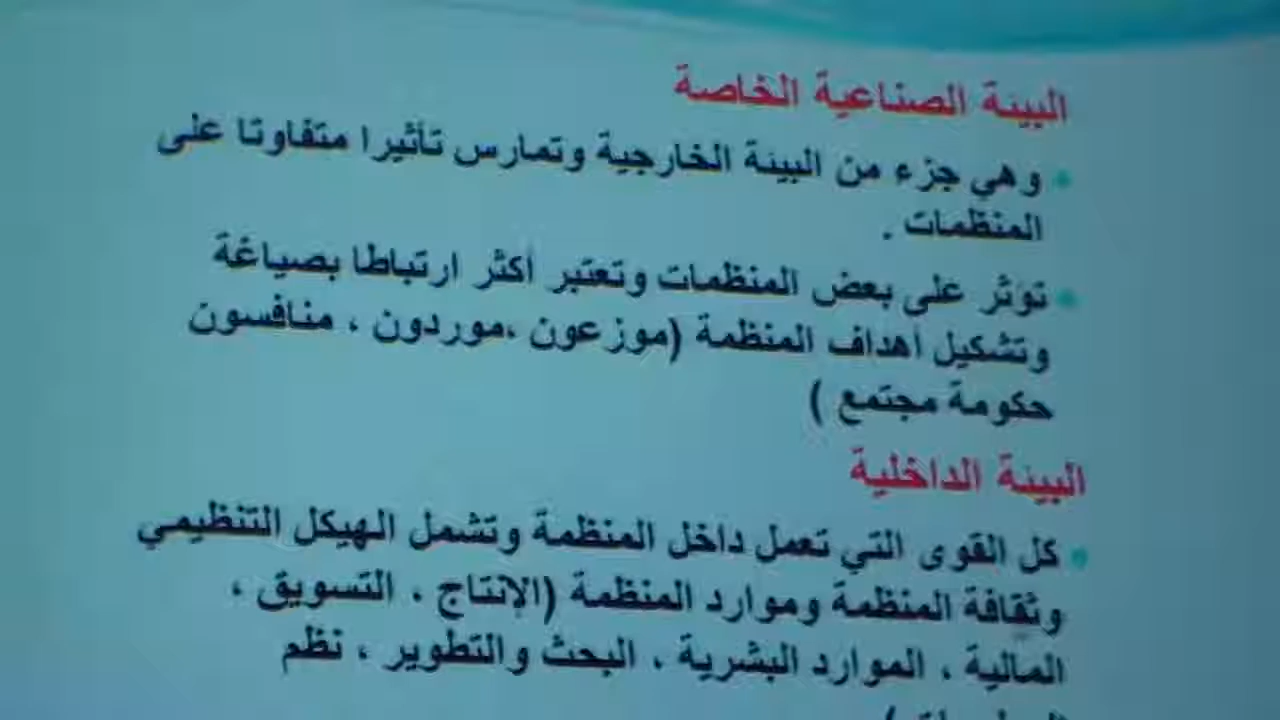 البيئة الصناعية الخاصة
وهي جزء من البيئة الخارجية وتمارس تأثيرا متفاوتا على
المنظمات .
تؤثر على بعض المنظمات وتعتبر أكثر ارتباطا بصياغة
وتشكيل أهداف المنظمة (موزعون ،موردون ، منافسون
حكومة مجتمع )
البيئة الداخلية
كل القوى التي تعمل داخل المنظمة وتشمل الهيكل التنظيمي
وثقافة المنظمة وموارد المنظمة (الإنتاج ، التسويق ،
المالية ، الموارد البشرية ، البحث والتطوير ، نظم